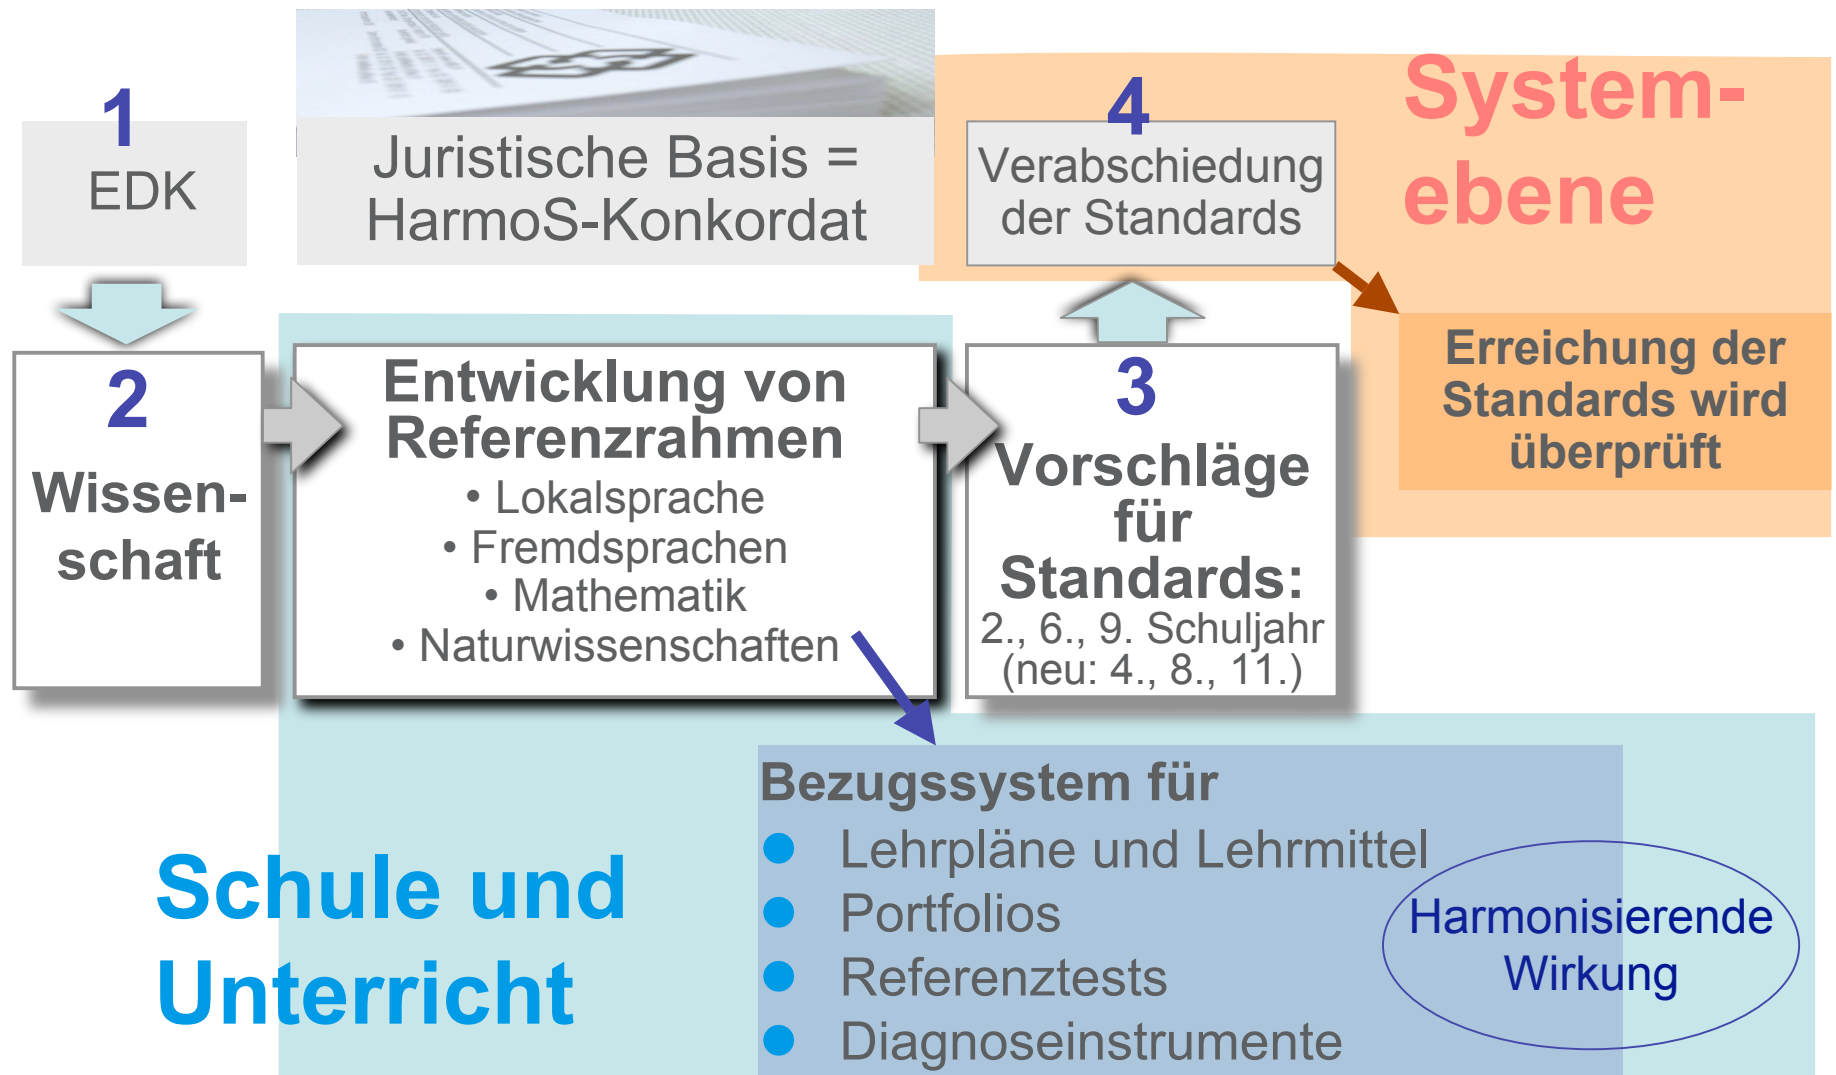 1
EDK
Juristische Basis =
HarmoS-Konkordat
4
Verabschiedung
der Standards
System-
ebene
Erreichung der
Standards wird
überprüft
2
Wissen-
schaft
Entwicklung von
Referenzrahmen
• Lokalsprache
• Fremdsprachen
• Mathematik
• Naturwissenschaften
3
Vorschläge
für
Standards:
2., 6., 9. Schuljahr
(neu: 4., 8., 11.)
Schule und
Unterricht
Bezugssystem für
● Lehrpläne und Lehrmittel
● Portfolios
● Referenztests
● Diagnoseinstrumente
Harmonisierende
Wirkung